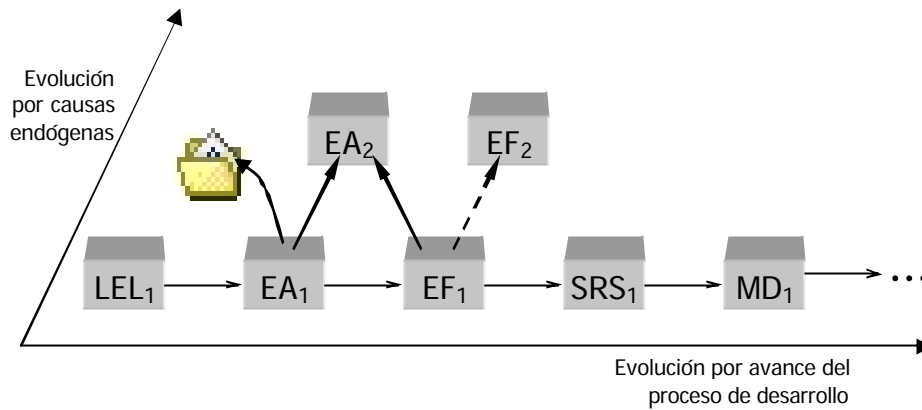 Evolución
por causas
endógenas
EA₂
EF₂
LEL₁
EA₁
EF₁
SRS₁
MD₁
...
Evolución por avance del
proceso de desarrollo